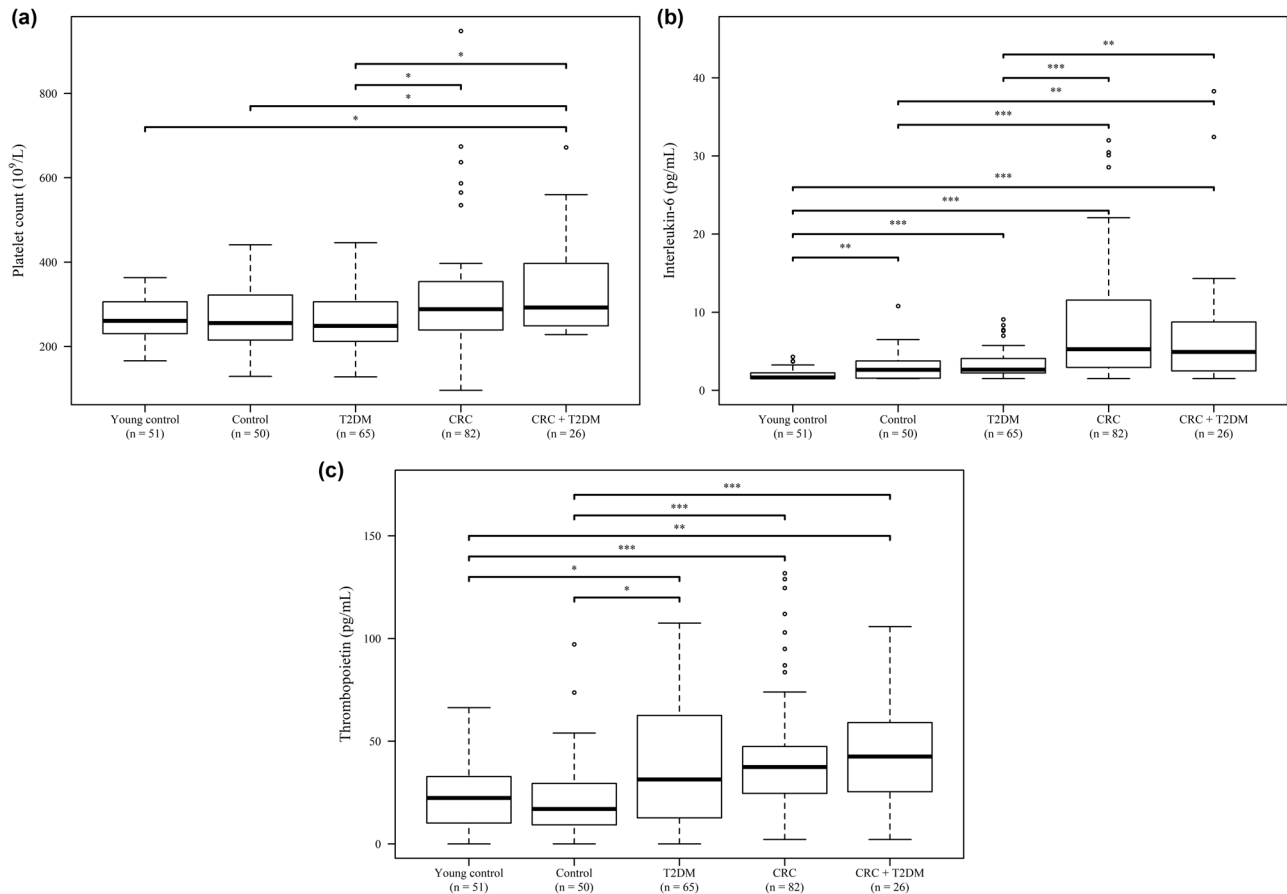 (a)
Platelet count (10⁹/L)
800
600
400
200
*
*
*
*
Young control
(n = 51)
Control
(n = 50)
T2DM
(n = 65)
CRC
(n = 82)
CRC + T2DM
(n = 26)
(b)
Interleukin-6 (pg/mL)
40
30
20
10
0
**
***
**
***
***
***
***
**
Young control
(n = 51)
Control
(n = 50)
T2DM
(n = 65)
CRC
(n = 82)
CRC + T2DM
(n = 26)
(c)
Thrombopoietin (pg/mL)
150
100
50
0
***
***
**
***
*
*
Young control
(n = 51)
Control
(n = 50)
T2DM
(n = 65)
CRC
(n = 82)
CRC + T2DM
(n = 26)